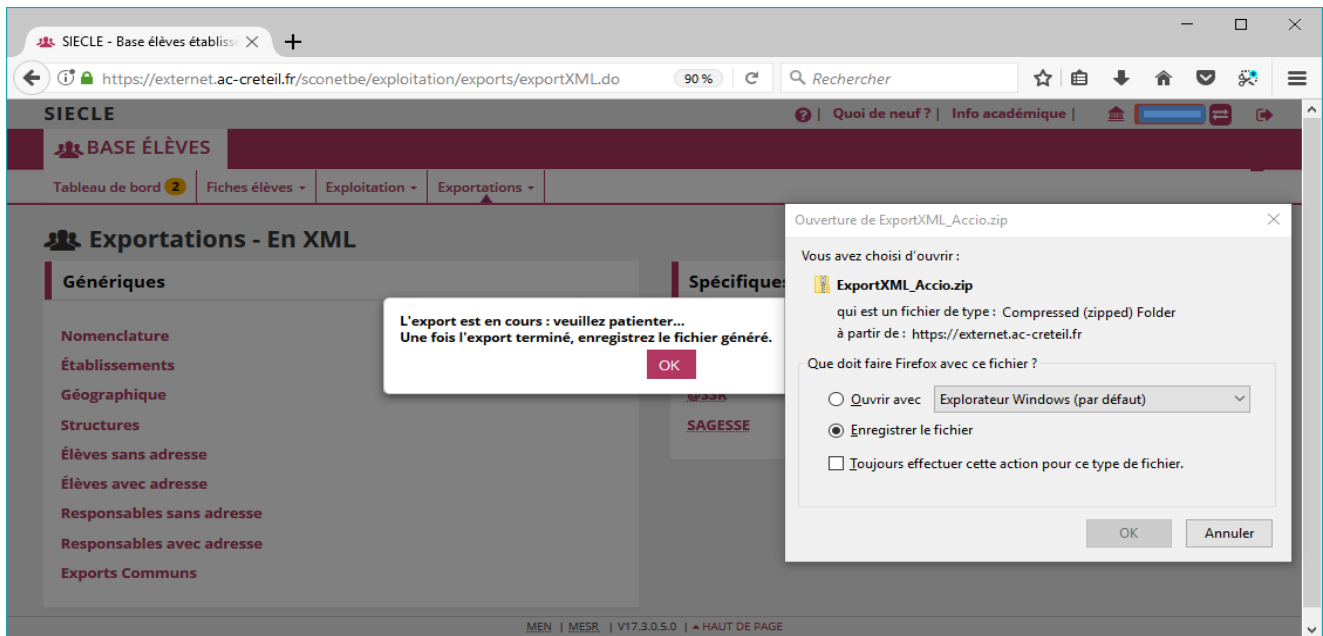 SIECLE - Base élèves établiss
https://externet.ac-creteil.fr/sconetbe/exploitation/exports/exportXML.do
90 %
Rechercher
SIECLE
Quoi de neuf ? | Info académique |
BASE ÉLÈVES
Tableau de bord 2
Fiches élèves
Exploitation
Exportations
Exportations - En XML
Génériques
Nomenclature
Établissements
Géographique
Structures
Élèves sans adresse
Élèves avec adresse
Responsables sans adresse
Responsables avec adresse
Exports Communs
Spécifiques
@SSR
SAGESSE
L'export est en cours : veuillez patienter...
Une fois l'export terminé, enregistrez le fichier généré.
OK
Ouverture de ExportXML_Accio.zip
Vous avez choisi d'ouvrir :
ExportXML_Accio.zip
qui est un fichier de type : Compressed (zipped) Folder
à partir de : https://externet.ac-creteil.fr
Que doit faire Firefox avec ce fichier ?
Ouvrir avec
Explorateur Windows (par défaut)
Enregistrer le fichier
Toujours effectuer cette action pour ce type de fichier.
OK
Annuler
MEN | MESR | V17.3.0.5.0 | HAUT DE PAGE